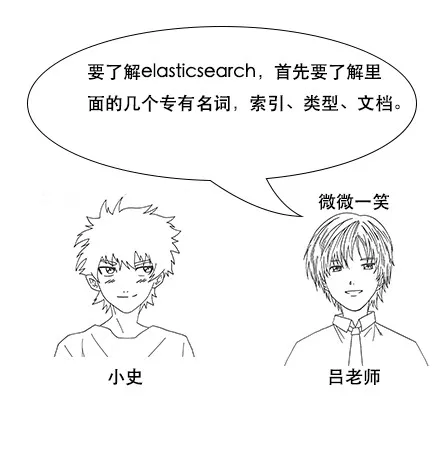 要了解elasticsearch，首先要了解里
面的几个专有名词，索引、类型、文档。
微微一笑
小史
吕老师